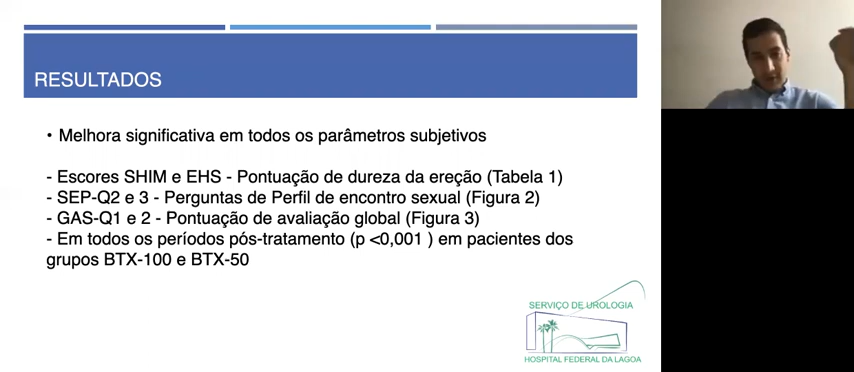 RESULTADOS
• Melhora significativa em todos os parâmetros subjetivos
- Escores SHIM e EHS - Pontuação de dureza da ereção (Tabela 1)
- SEP-Q2 e 3 - Perguntas de Perfil de encontro sexual (Figura 2)
- GAS-Q1 e 2 - Pontuação de avaliação global (Figura 3)
- Em todos os períodos pós-tratamento (p <0,001 ) em pacientes dos
grupos BTX-100 e BTX-50
SERVIÇO DE UROLOGIA
HOSPITAL FEDERAL DA LAGOA